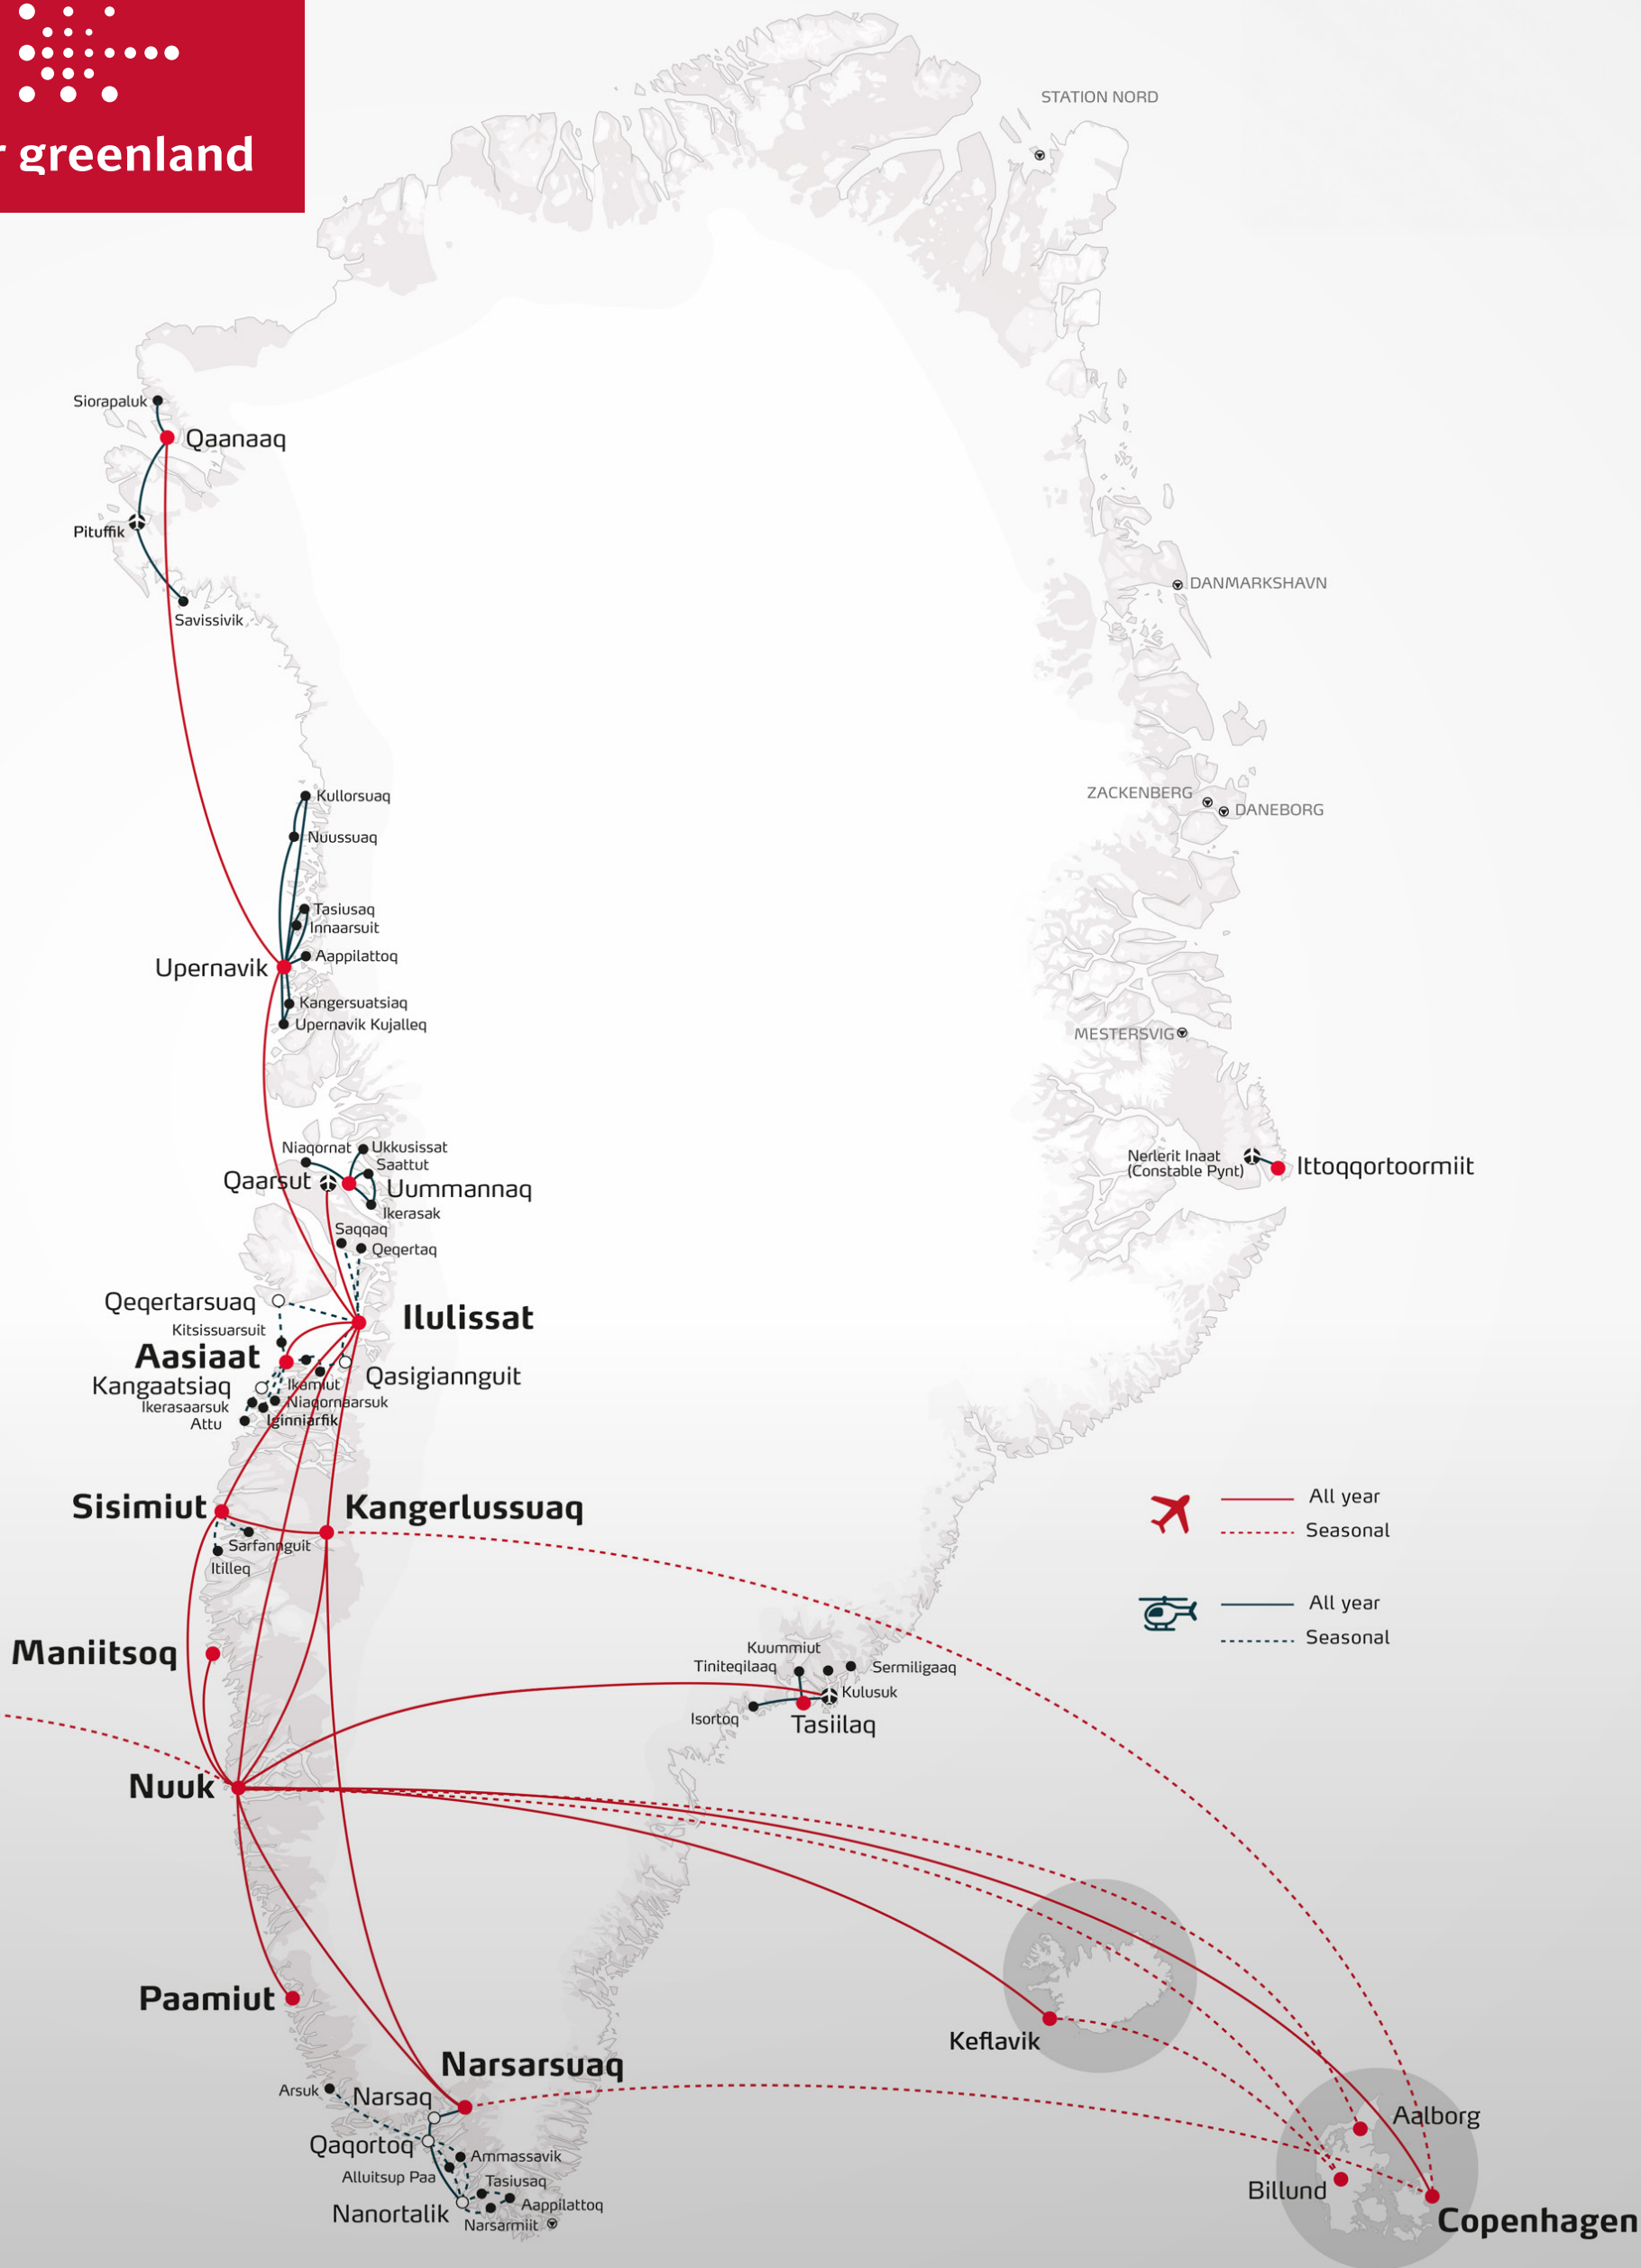 r greenland
STATION NORD
Siorapaluk
Qaanaaq
Pituffik
Savissivik
DANMARKSHAVN
Kullorsuaq
ZACKENBERG
DANEBORG
Nuussuaq
Tasiusaq
Innaarsuit
Aappilattoq
Upernavik
Kangersuatsiaq
Upernavik Kujalleq
MESTERSVIG
Niaqornat
Ukkusissat
Saattut
Qaarsut
Uummannaq
Ikerasak
Nerlerit Inaat
(Constable Pynt)
Ittoqqortoormiit
Saqqaq
Qeqertaq
Qeqertarsuaq
Ilulissat
Kitsissuarsuit
Aasiaat
Qasigiannguit
Kangaatsiaq
Ikamiut
Niaqornaarsuk
Ikerasaarsuk
Iginniarfik
Attu
Sisimiut
Kangerlussuaq
All year
Seasonal
Sarfannguit
Itilleq
All year
Seasonal
Maniitsoq
Kuummiut
Tiniteqilaaq
Sermiligaaq
Kulusuk
Isortoq
Tasiilaq
Nuuk
Paamiut
Keflavik
Narsarsuaq
Arsuk
Narsaq
Aalborg
Qaqortoq
Ammassavik
Alluitsup Paa
Tasiusaq
Billund
Aappilattoq
Nanortalik
Narsarmiit
Copenhagen